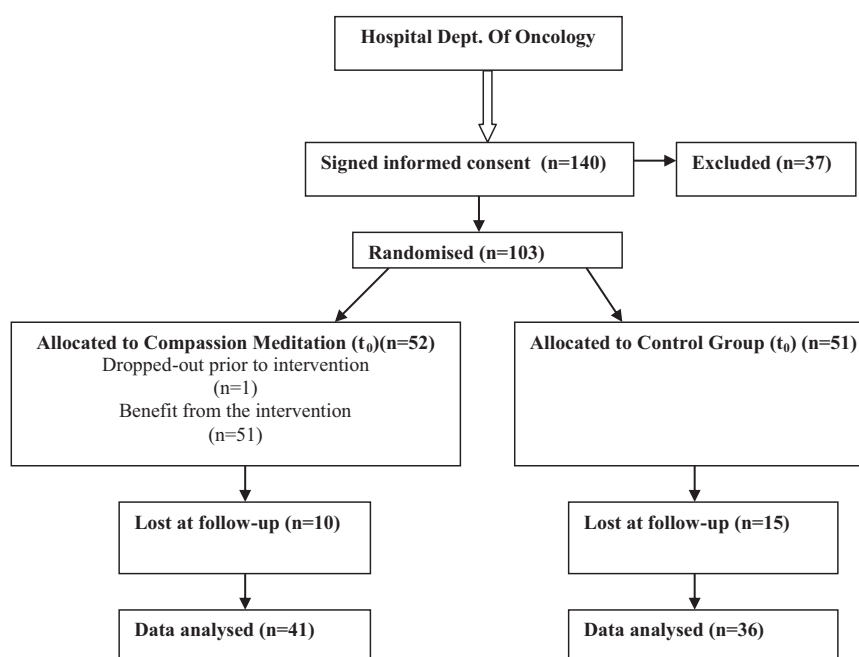 Hospital Dept. Of Oncology
Signed informed consent (n=140)
Excluded (n=37)
Randomised (n=103)
Allocated to Compassion Meditation (t₀)(n=52)
Dropped-out prior to intervention
(n=1)
Benefit from the intervention
(n=51)
Allocated to Control Group (t₀) (n=51)
Lost at follow-up (n=10)
Lost at follow-up (n=15)
Data analysed (n=41)
Data analysed (n=36)